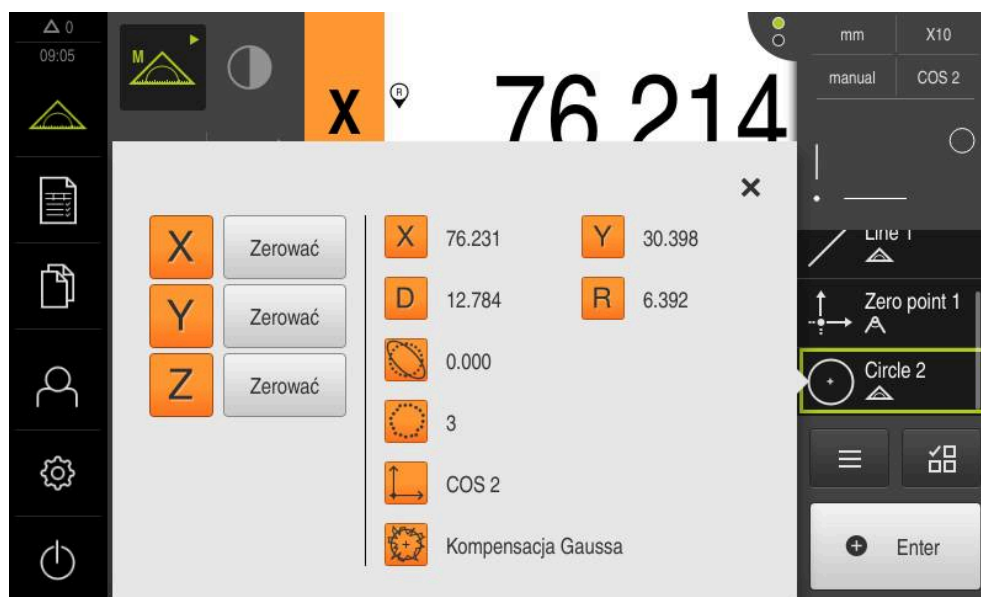 0
09:05
M
X
R
76.214
mm
X10
manual
COS 2
X
Zerować
Y
Zerować
Z
Zerować
X
76.231
Y
30.398
D
12.784
R
6.392
0.000
3
COS 2
Kompensacja Gaussa
Line 1
Zero point 1
Circle 2
Enter